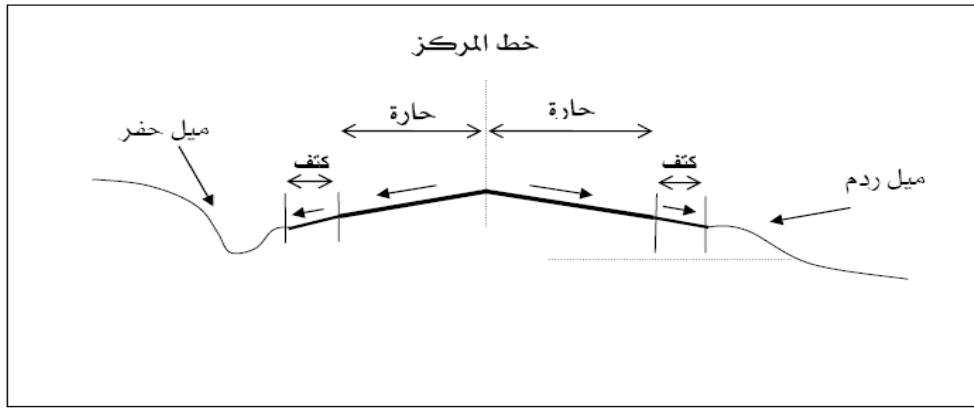 خط المركز
حارة
حارة
ميل حفر
كتف
كتف
ميل ردم